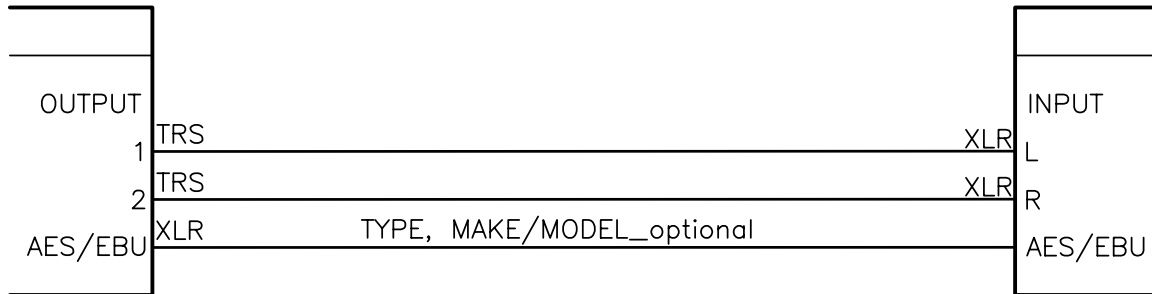 OUTPUT INPUT
TRS XLR
1 L
TRS XLR
2 R
XLR TYPE, MAKE/MODEL_optional
AES/EBU AES/EBU